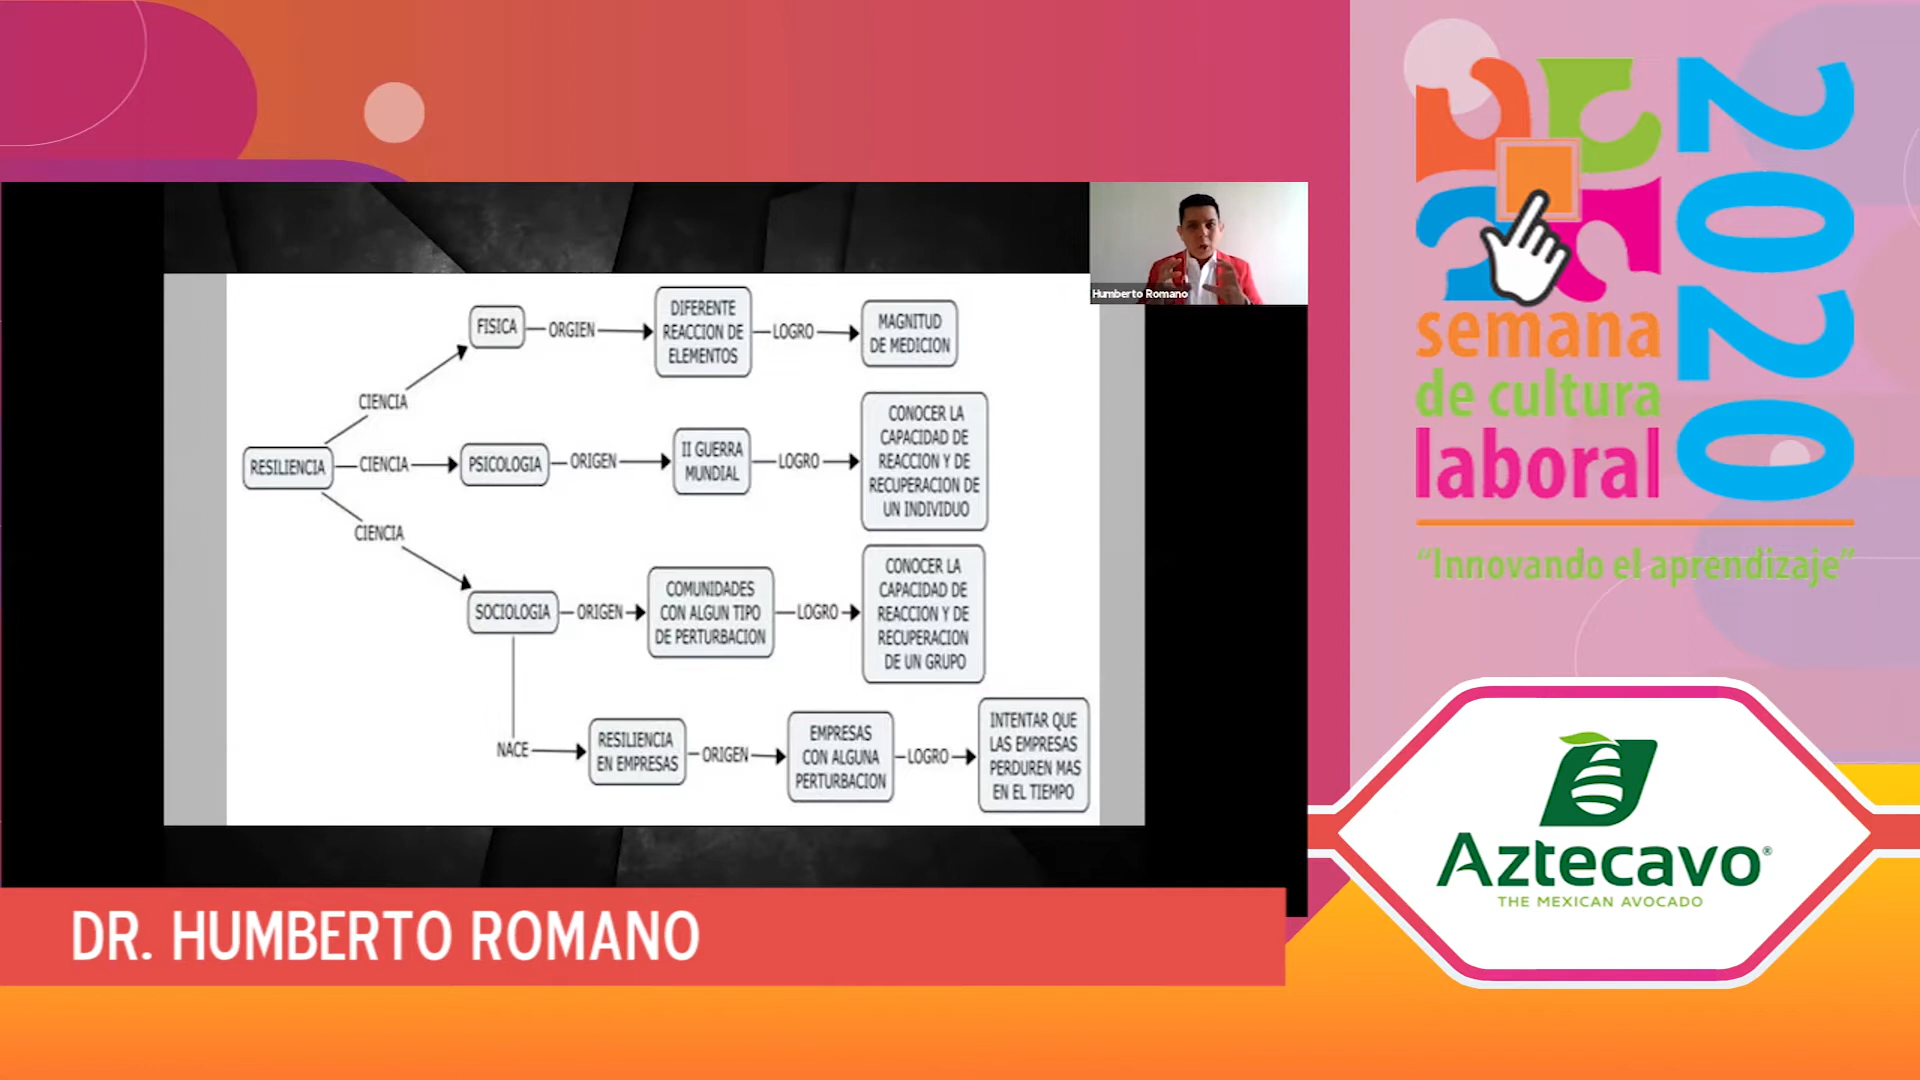 Humberto Romano
FISICA
ORGIEN
DIFERENTE
REACCION DE
ELEMENTOS
LOGRO
MAGNITUD
DE MEDICION
CIENCIA
RESILIENCIA
CIENCIA
PSICOLOGIA
ORIGEN
II GUERRA
MUNDIAL
LOGRO
CONOCER LA
CAPACIDAD DE
REACCION Y DE
RECUPERACION DE
UN INDIVIDUO
CIENCIA
SOCIOLOGIA
ORIGEN
COMUNIDADES
CON ALGUN TIPO
DE PERTURBACION
LOGRO
CONOCER LA
CAPACIDAD DE
REACCION Y DE
RECUPERACION
DE UN GRUPO
NACE
RESILIENCIA
EN EMPRESAS
ORIGEN
EMPRESAS
CON ALGUNA
PERTURBACION
LOGRO
INTENTAR QUE
LAS EMPRESAS
PERDUREN MAS
EN EL TIEMPO
DR. HUMBERTO ROMANO
semana
de cultura
laboral
2020
“Innovando el aprendizaje”
Aztecavo®
THE MEXICAN AVOCADO